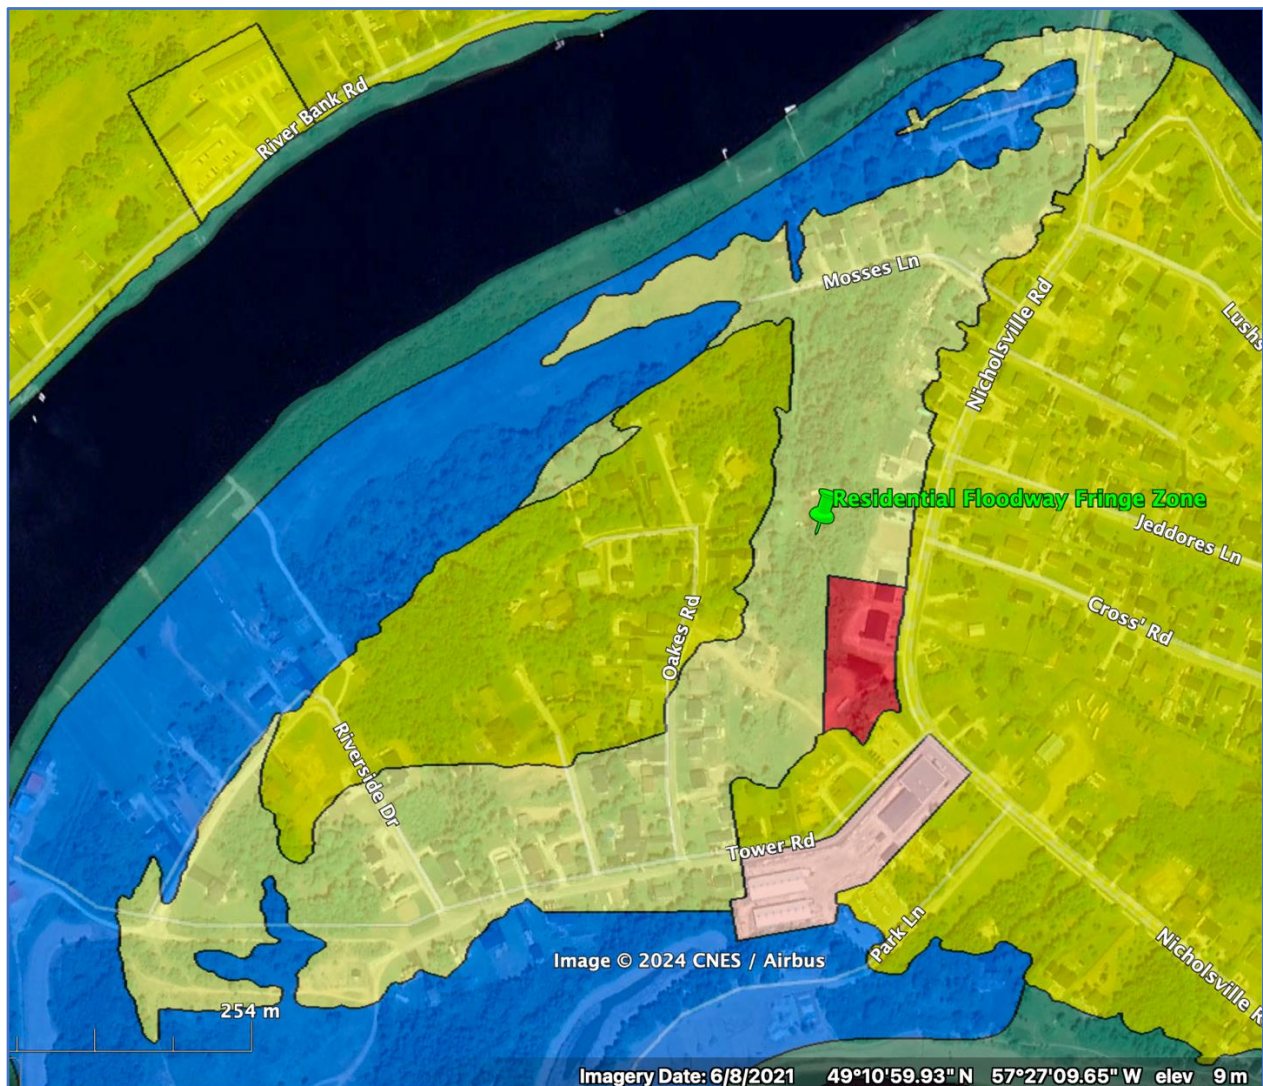 River Bank Rd
Mosses Ln
Nicholsville Rd
Lushs
Residential Floodway Fringe Zone
Jeddores Ln
Cross' Rd
Oakes Rd
Riverside Dr
Tower Rd
Park Ln
Nicholsville R
Image © 2024 CNES / Airbus
254 m
Imagery Date: 6/8/2021 49°10'59.93" N 57°27'09.65" W elev 9 m